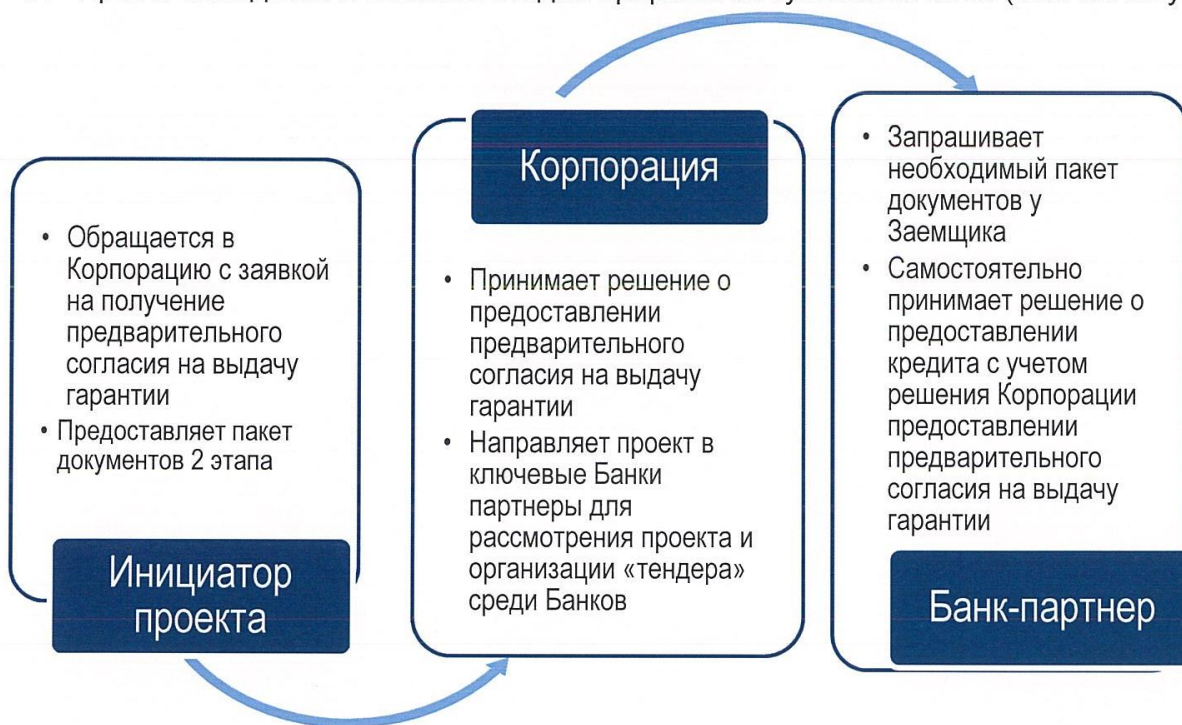 • Обращается в
Корпорацию с заявкой
на получение
предварительного
согласия на выдачу
гарантии
• Предоставляет пакет
документов 2 этапа
Инициатор
проекта
Корпорация
• Принимает решение о
предоставлении
предварительного
согласия на выдачу
гарантии
• Направляет проект в
ключевые Банки
партнеры для
рассмотрения проекта и
организации «тендера»
среди Банков
• Запрашивает
необходимый пакет
документов у
Заемщика
• Самостоятельно
принимает решение о
предоставлении
кредита с учетом
решения Корпорации
предоставлении
предварительного
согласия на выдачу
гарантии
Банк-партнер